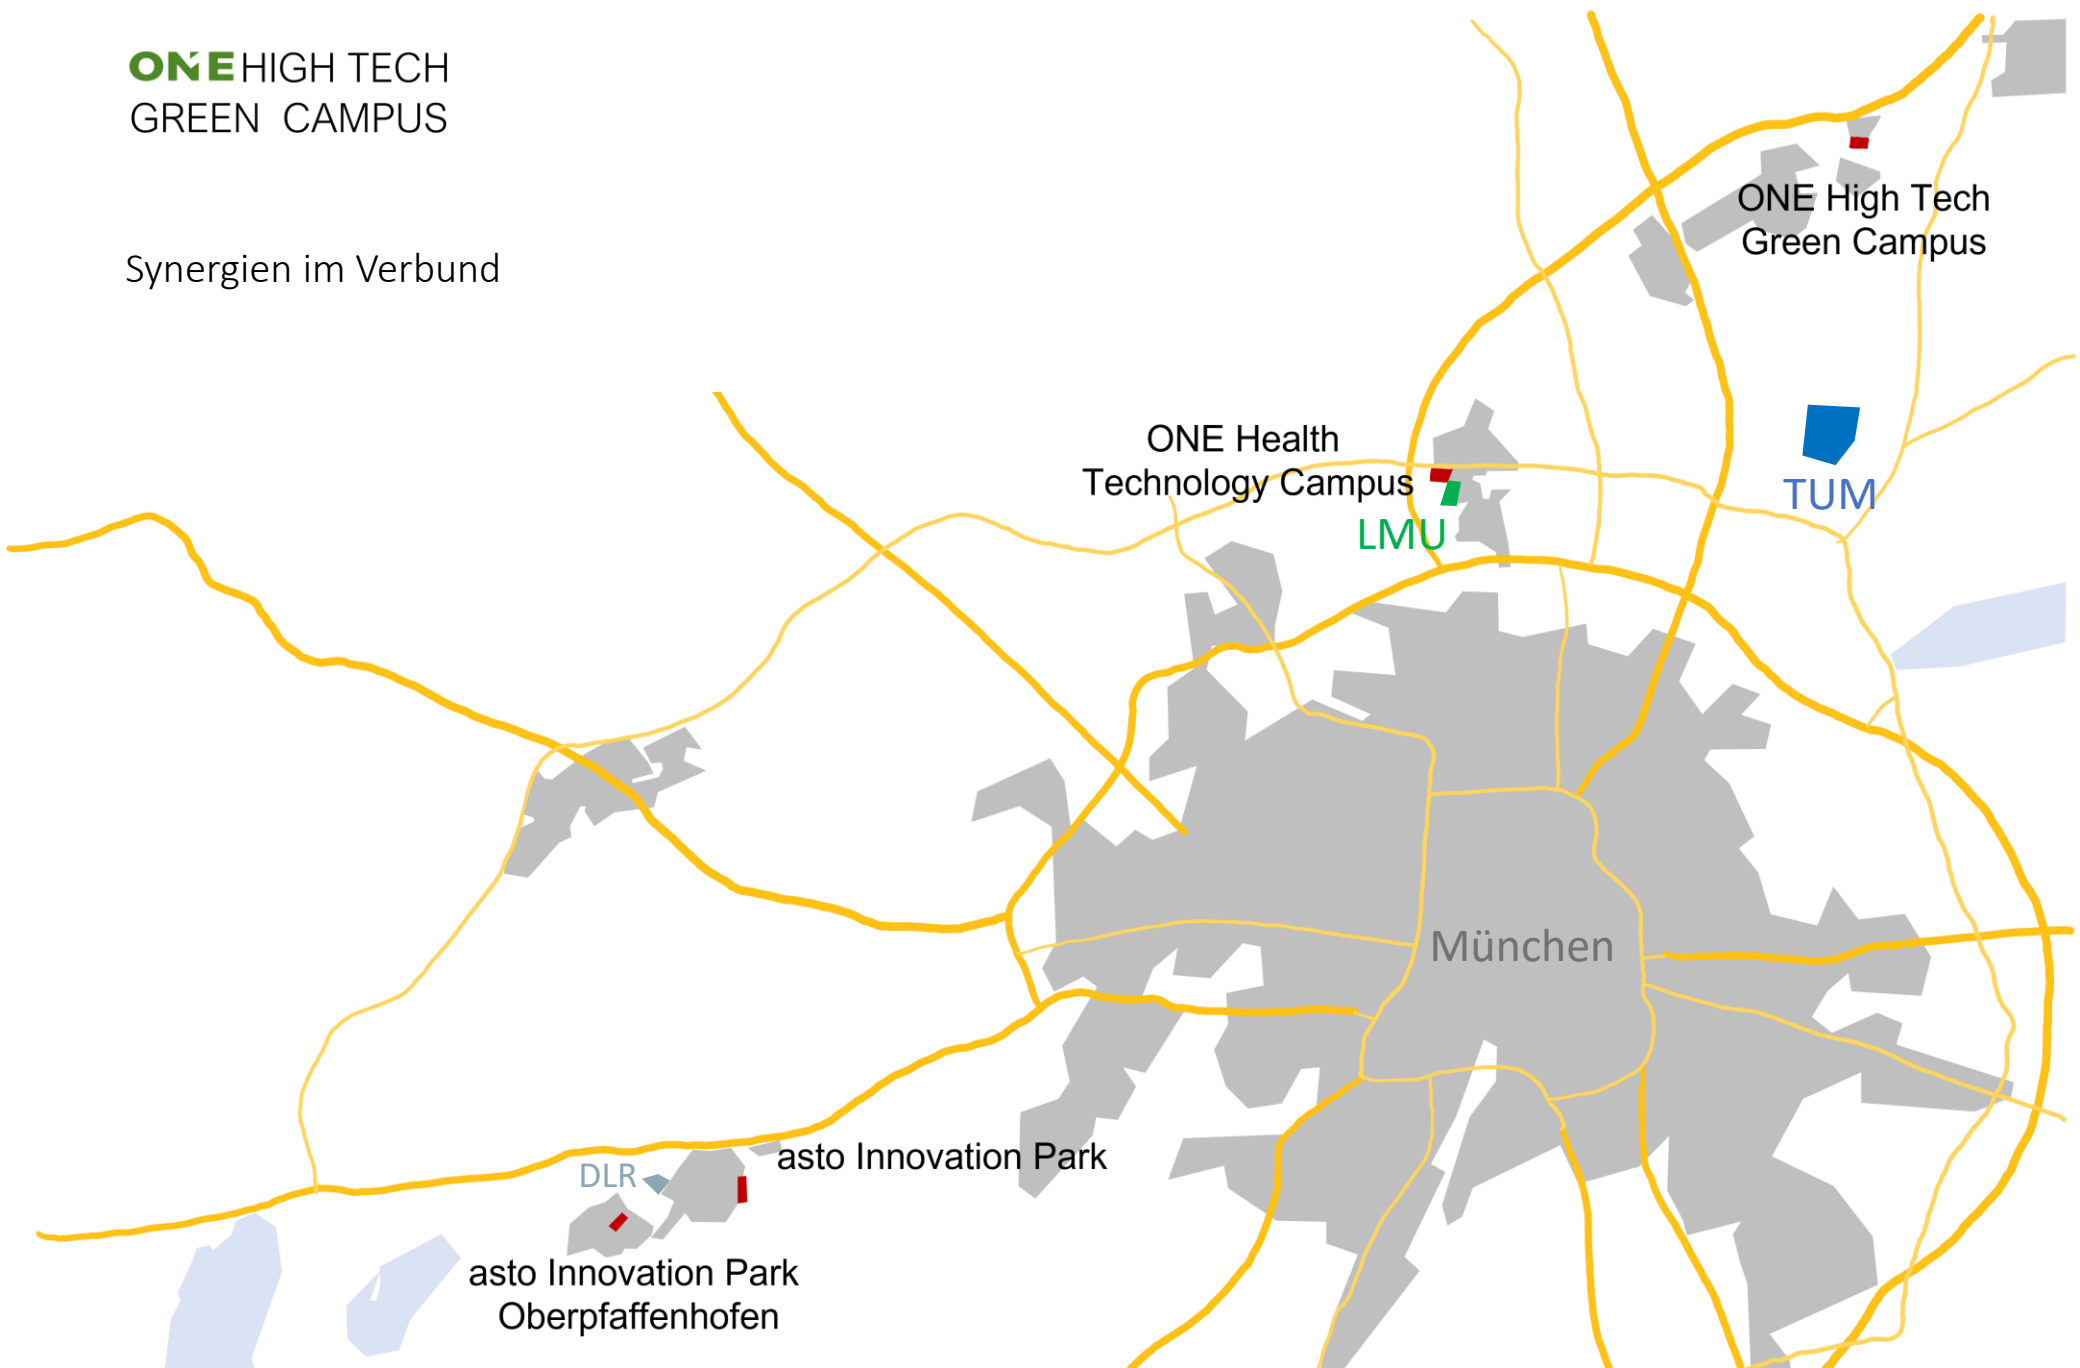 ONE HIGH TECH
GREEN CAMPUS
Synergien im Verbund
ONE High Tech
Green Campus
ONE Health
Technology Campus
LMU
TUM
München
asto Innovation Park
DLR
asto Innovation Park
Oberpfaffenhofen